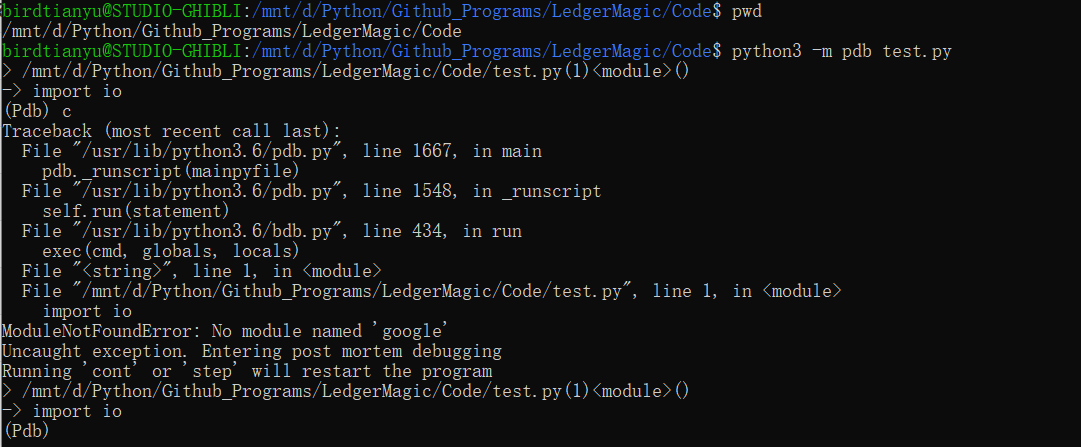 birdtianyu@STUDIO-GHIBLI:/mnt/d/Python/Github_Programs/LedgerMagic/Code$ pwd
/mnt/d/Python/Github_Programs/LedgerMagic/Code
birdtianyu@STUDIO-GHIBLI:/mnt/d/Python/Github_Programs/LedgerMagic/Code$ python3 -m pdb test.py
> /mnt/d/Python/Github_Programs/LedgerMagic/Code/test.py(1)<module>()
-> import io
(Pdb) c
Traceback (most recent call last):
  File "/usr/lib/python3.6/pdb.py", line 1667, in main
    pdb._runscript(mainpyfile)
  File "/usr/lib/python3.6/pdb.py", line 1548, in _runscript
    self.run(statement)
  File "/usr/lib/python3.6/bdb.py", line 434, in run
    exec(cmd, globals, locals)
  File "<string>", line 1, in <module>
  File "/mnt/d/Python/Github_Programs/LedgerMagic/Code/test.py", line 1, in <module>
    import io
ModuleNotFoundError: No module named 'google'
Uncaught exception. Entering post mortem debugging
Running 'cont' or 'step' will restart the program
> /mnt/d/Python/Github_Programs/LedgerMagic/Code/test.py(1)<module>()
-> import io
(Pdb)